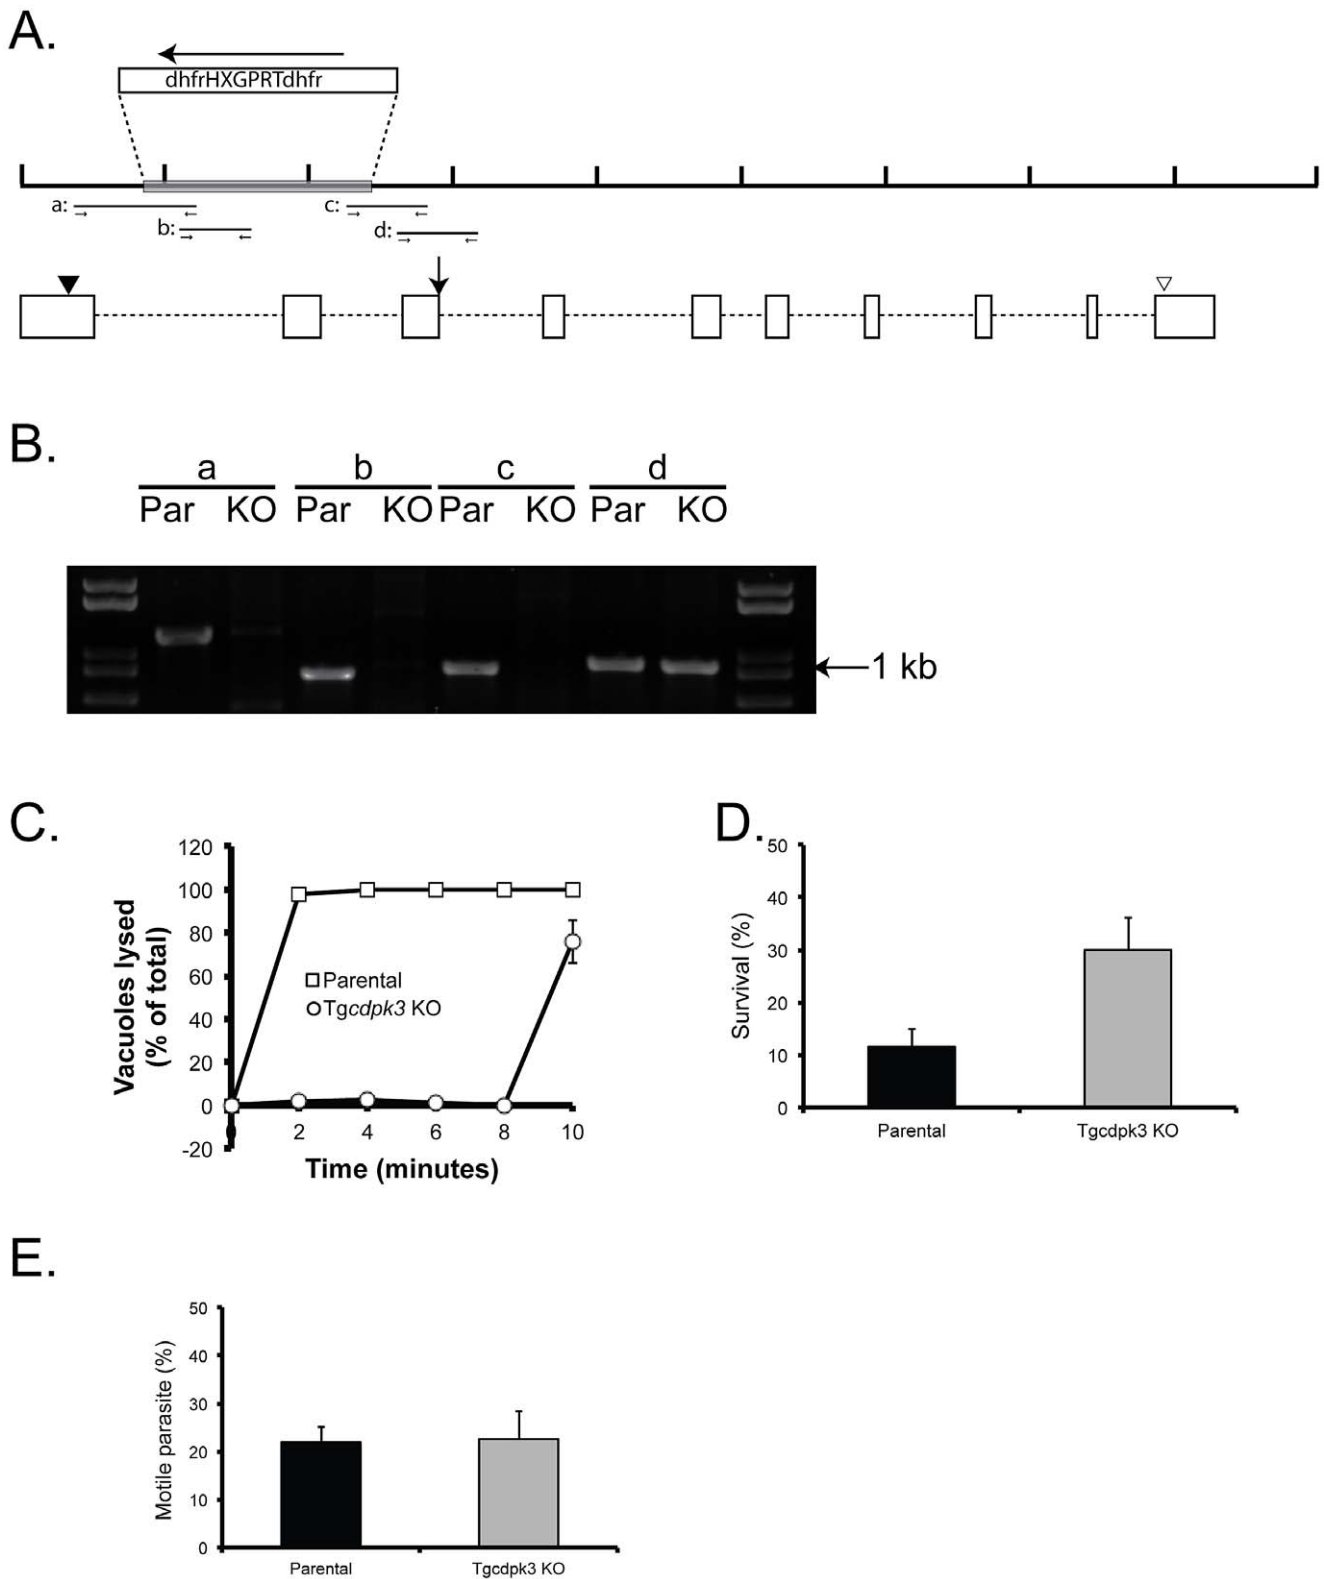 A.
dhfrHXGPRTdhfr
a:
c:
b:
d:
B.
a b c d
Par KO Par KO Par KO Par KO
1 kb
C.
120
100
80
60
40
20
0
-20
Vacuoles lysed
(% of total)
Parental
Tgcdpk3 KO
0 2 4 6 8 10
Time (minutes)
D.
50
40
30
20
10
0
Survival (%)
Parental Tgcdpk3 KO
E.
50
40
30
20
10
0
Motile parasite (%)
Parental Tgcdpk3 KO